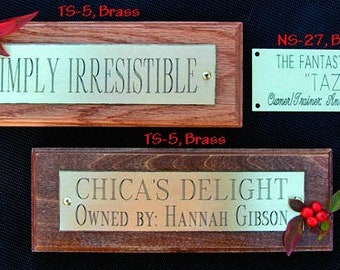 TS-5, Brass
IMPLY IRRESISTIBLE
NS-27, B
THE FANTAST
"TAZ
Owner/Trainer: An
TS-5, Brass
CHICA'S DELIGHT
OWNED BY: HANNAH GIBSON